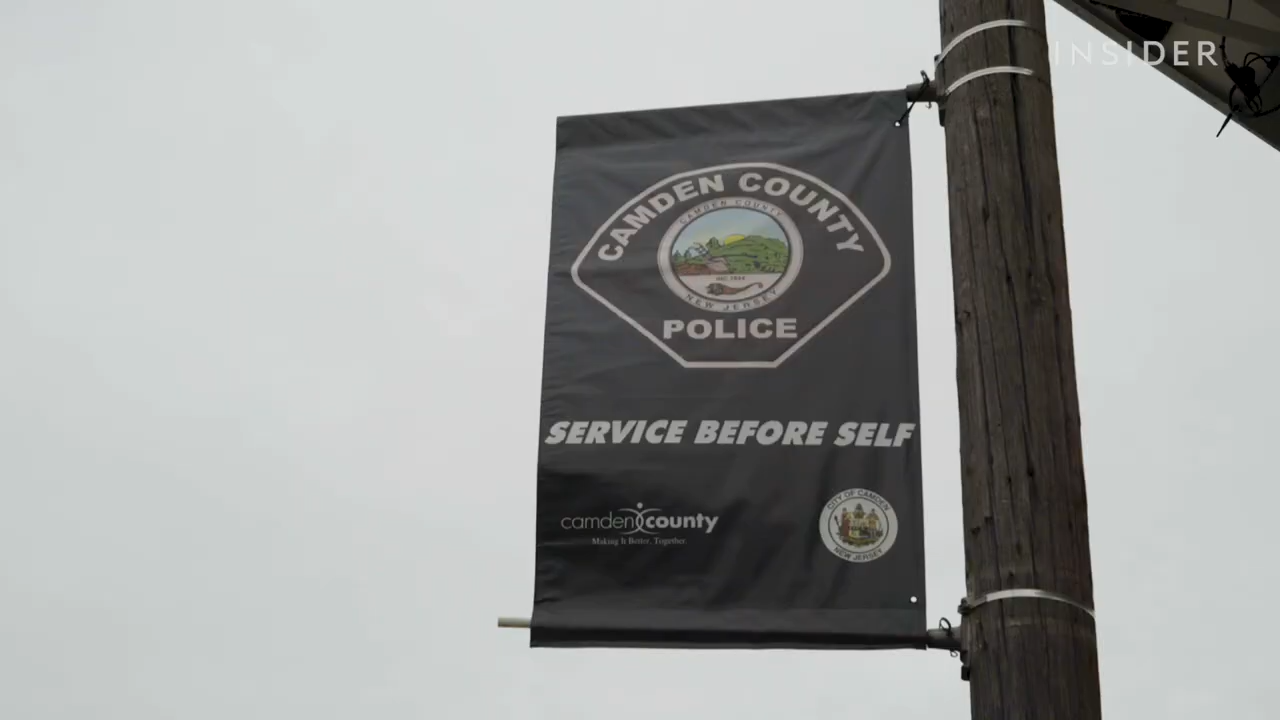 INSIDER
CAMDEN COUNTY
CAMDEN COUNTY
NEW JERSEY
POLICE
SERVICE BEFORE SELF
camden county
Making It Better, Together.
CITY OF CAMDEN
NEW JERSEY